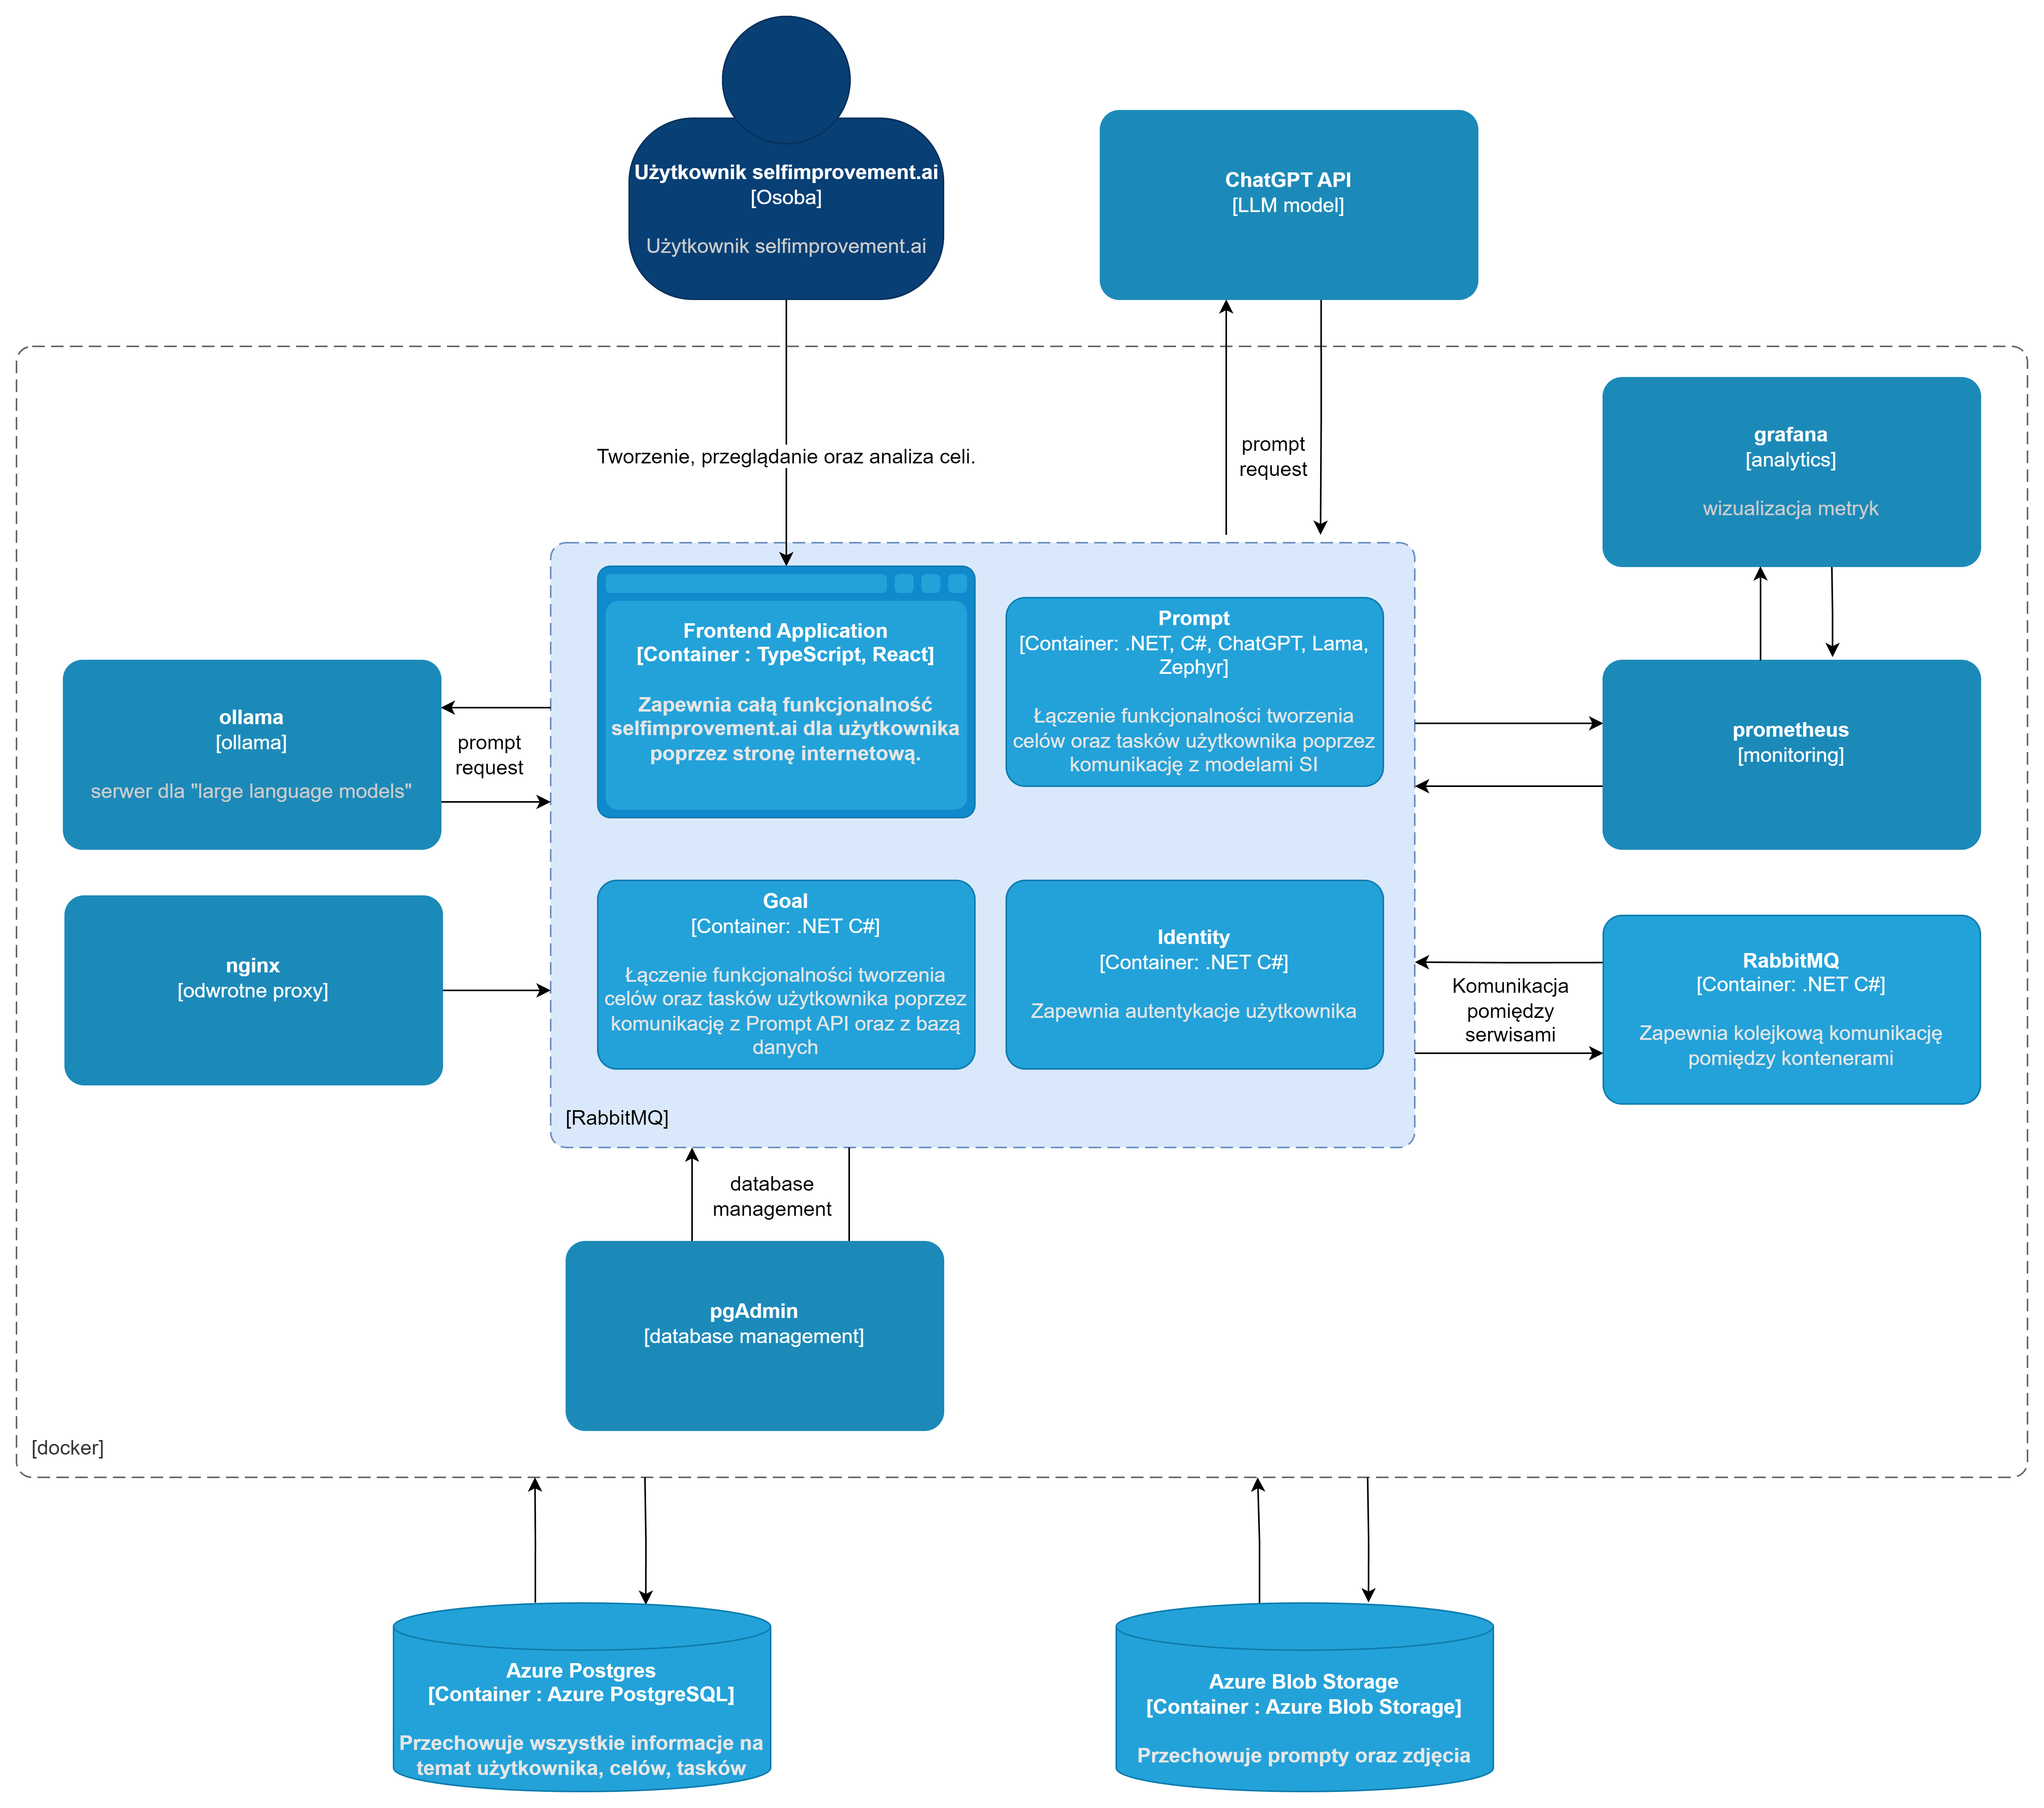 Użytkownik selfimprovement.ai
[Osoba]
Użytkownik selfimprovement.ai
ChatGPT API
[LLM model]
Tworzenie, przeglądanie oraz analiza celi.
prompt
request
grafana
[analytics]
wizualizacja metryk
Frontend Application
[Container : TypeScript, React]
Zapewnia całą funkcjonalność
selfimprovement.ai dla użytkownika
poprzez stronę internetową.
Prompt
[Container: .NET, C#, ChatGPT, Lama,
Zephyr]
Łączenie funkcjonalności tworzenia
celów oraz tasków użytkownika poprzez
komunikację z modelami SI
ollama
[ollama]
serwer dla "large language models"
prompt
request
prometheus
[monitoring]
nginx
[odwrotne proxy]
Goal
[Container: .NET C#]
Łączenie funkcjonalności tworzenia
celów oraz tasków użytkownika poprzez
komunikację z Prompt API oraz z bazą
danych
Identity
[Container: .NET C#]
Zapewnia autentykacje użytkownika
Komunikacja
pomiędzy
serwisami
RabbitMQ
[Container: .NET C#]
Zapewnia kolejkową komunikację
pomiędzy kontenerami
[RabbitMQ]
database
management
pgAdmin
[database management]
[docker]
Azure Postgres
[Container : Azure PostgreSQL]
Przechowuje wszystkie informacje na
temat użytkownika, celów, tasków
Azure Blob Storage
[Container : Azure Blob Storage]
Przechowuje prompty oraz zdjęcia